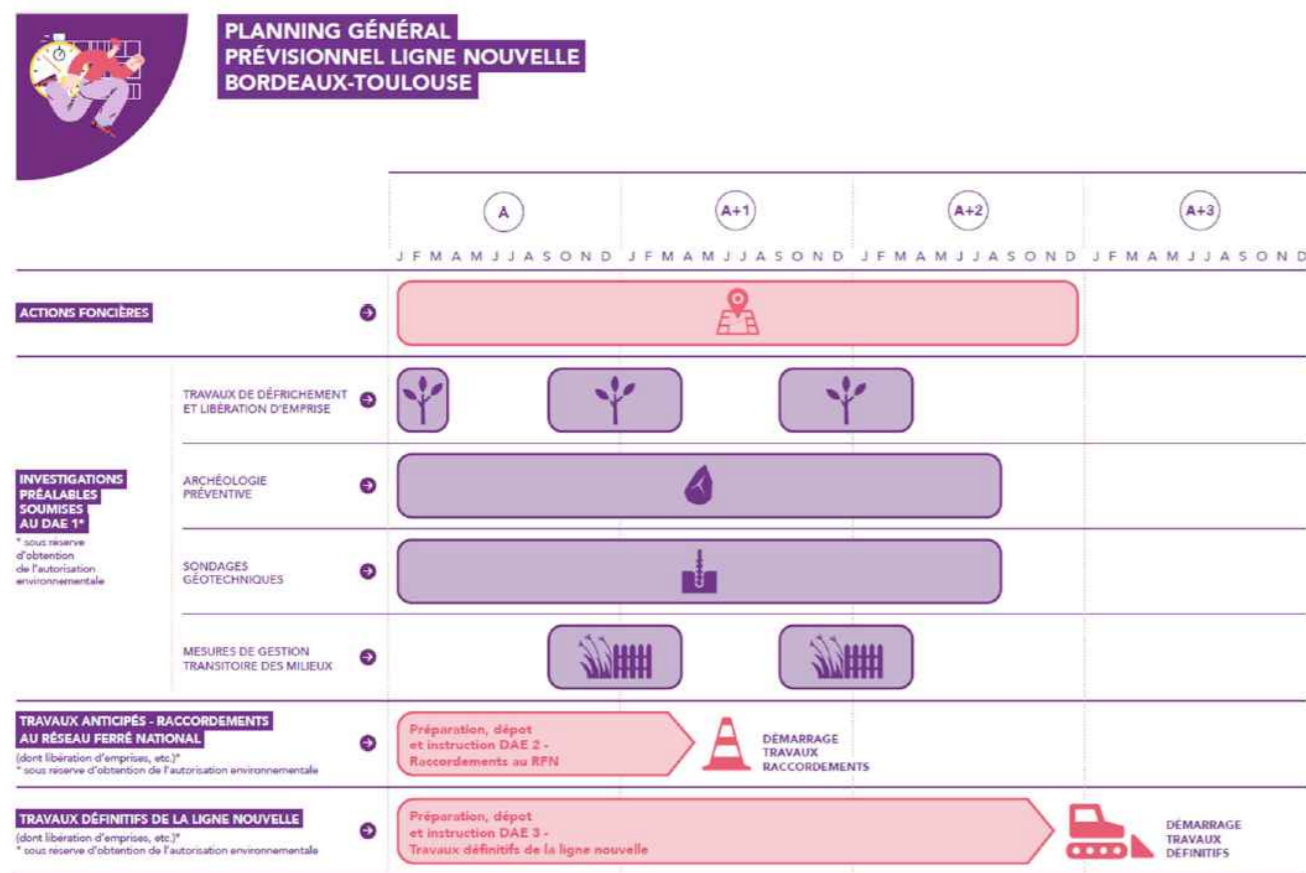 PLANNING GÉNÉRAL
PRÉVISIONNEL LIGNE NOUVELLE
BORDEAUX-TOULOUSE
A A+1 A+2 A+3
J F M A M J J A S O N D J F M A M J J A S O N D J F M A M J J A S O N D J F M A M J J A S O N D
ACTIONS FONCIÈRES
INVESTIGATIONS
PRÉALABLES
SOUMISES
AU DAE 1*
* sous réserve
d'obtention
de l'autorisation
environnementale
TRAVAUX DE DÉFRICHEMENT
ET LIBÉRATION D'EMPRISE
ARCHÉOLOGIE
PRÉVENTIVE
SONDAGES
GÉOTECHNIQUES
MESURES DE GESTION
TRANSITOIRE DES MILIEUX
TRAVAUX ANTICIPÉS - RACCORDEMENTS
AU RÉSEAU FERRÉ NATIONAL
(dont libération d'emprises, etc.)*
* sous réserve d'obtention de l'autorisation environnementale
Préparation, dépot
et instruction DAE 2 -
Raccordements au RFN
DÉMARRAGE
TRAVAUX
RACCORDEMENTS
TRAVAUX DÉFINITIFS DE LA LIGNE NOUVELLE
(dont libération d'emprises, etc.)*
* sous réserve d'obtention de l'autorisation environnementale
Préparation, dépot
et instruction DAE 3 -
Travaux définitifs de la ligne nouvelle
DÉMARRAGE
TRAVAUX
DÉFINITIFS